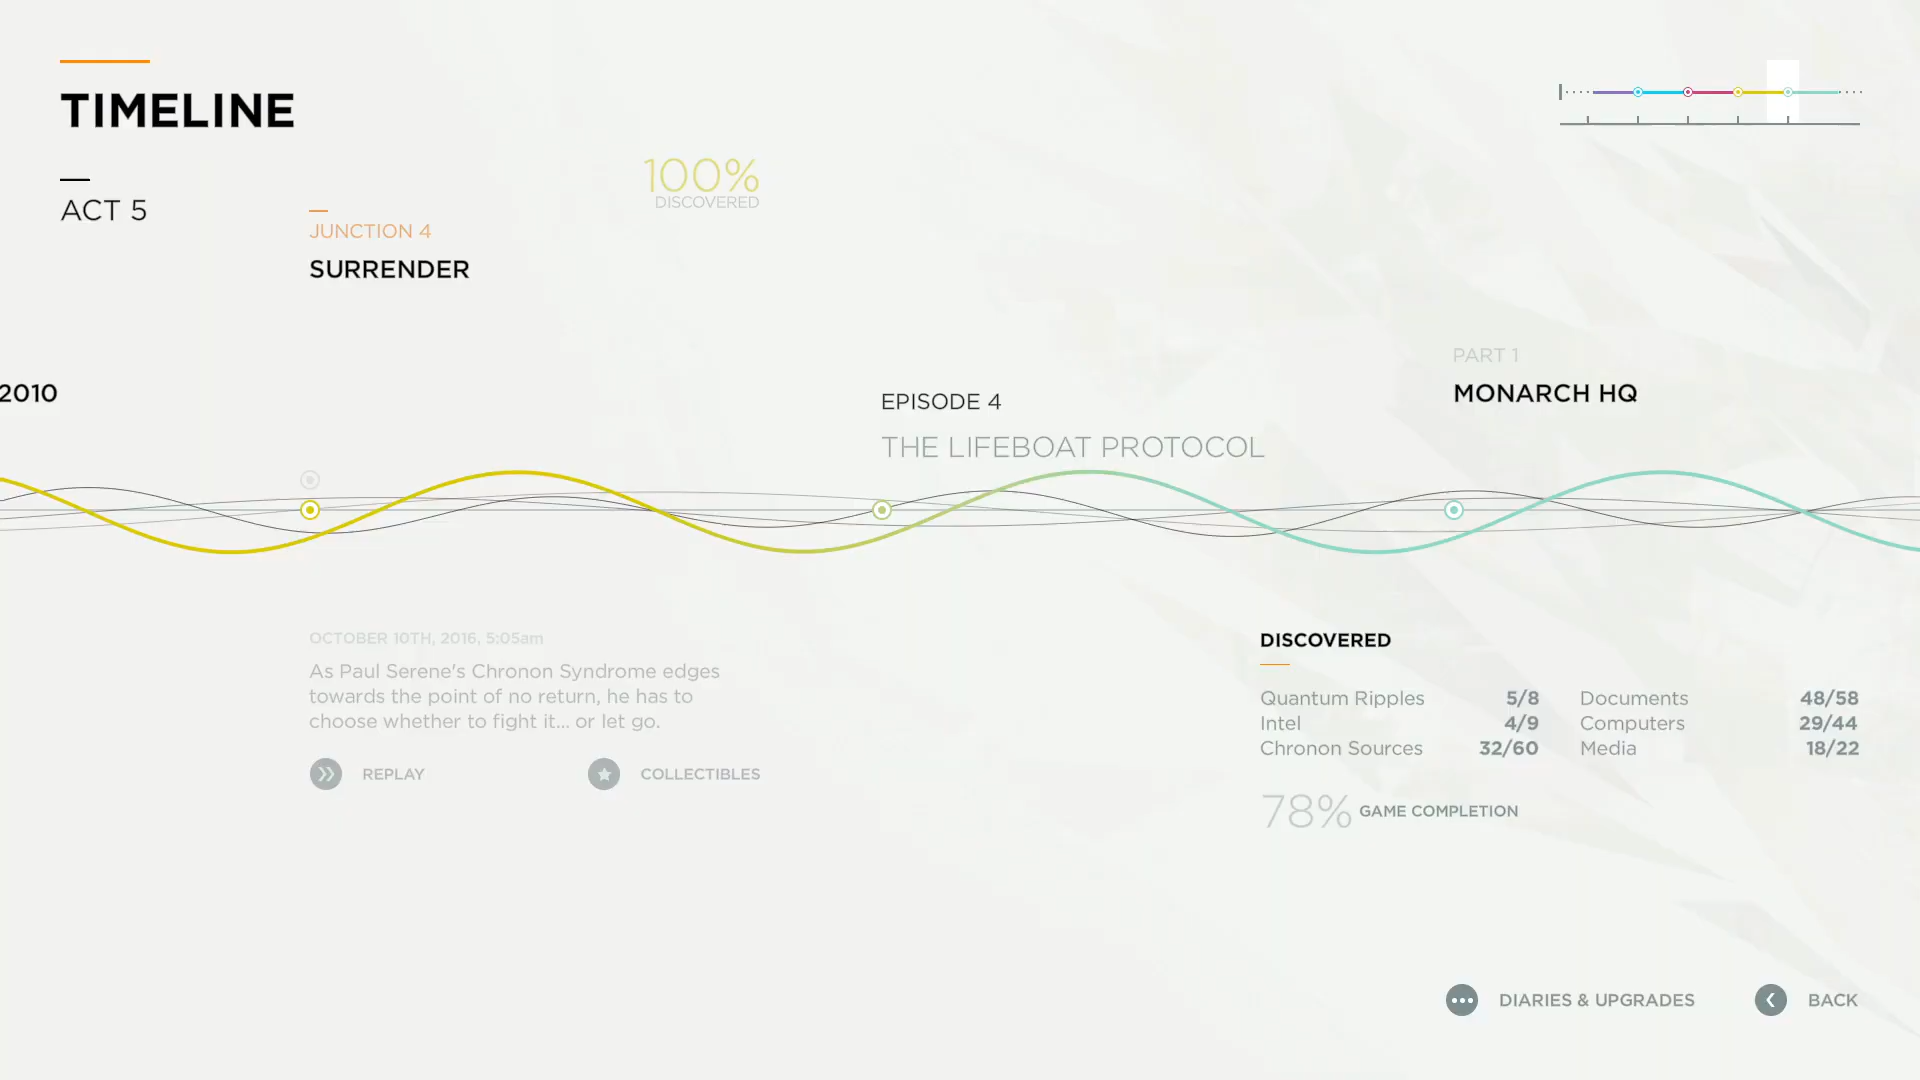 TIMELINE
ACT 5
100%
DISCOVERED
JUNCTION 4
SURRENDER
2010
EPISODE 4
THE LIFEBOAT PROTOCOL
PART 1
MONARCH HQ
OCTOBER 10TH, 2016, 5:05am
As Paul Serene's Chronon Syndrome edges
towards the point of no return, he has to
choose whether to fight it... or let go.
REPLAY
COLLECTIBLES
DISCOVERED
Quantum Ripples 5/8
Intel 4/9
Chronon Sources 32/60
Documents 48/58
Computers 29/44
Media 18/22
78% GAME COMPLETION
DIARIES & UPGRADES
BACK